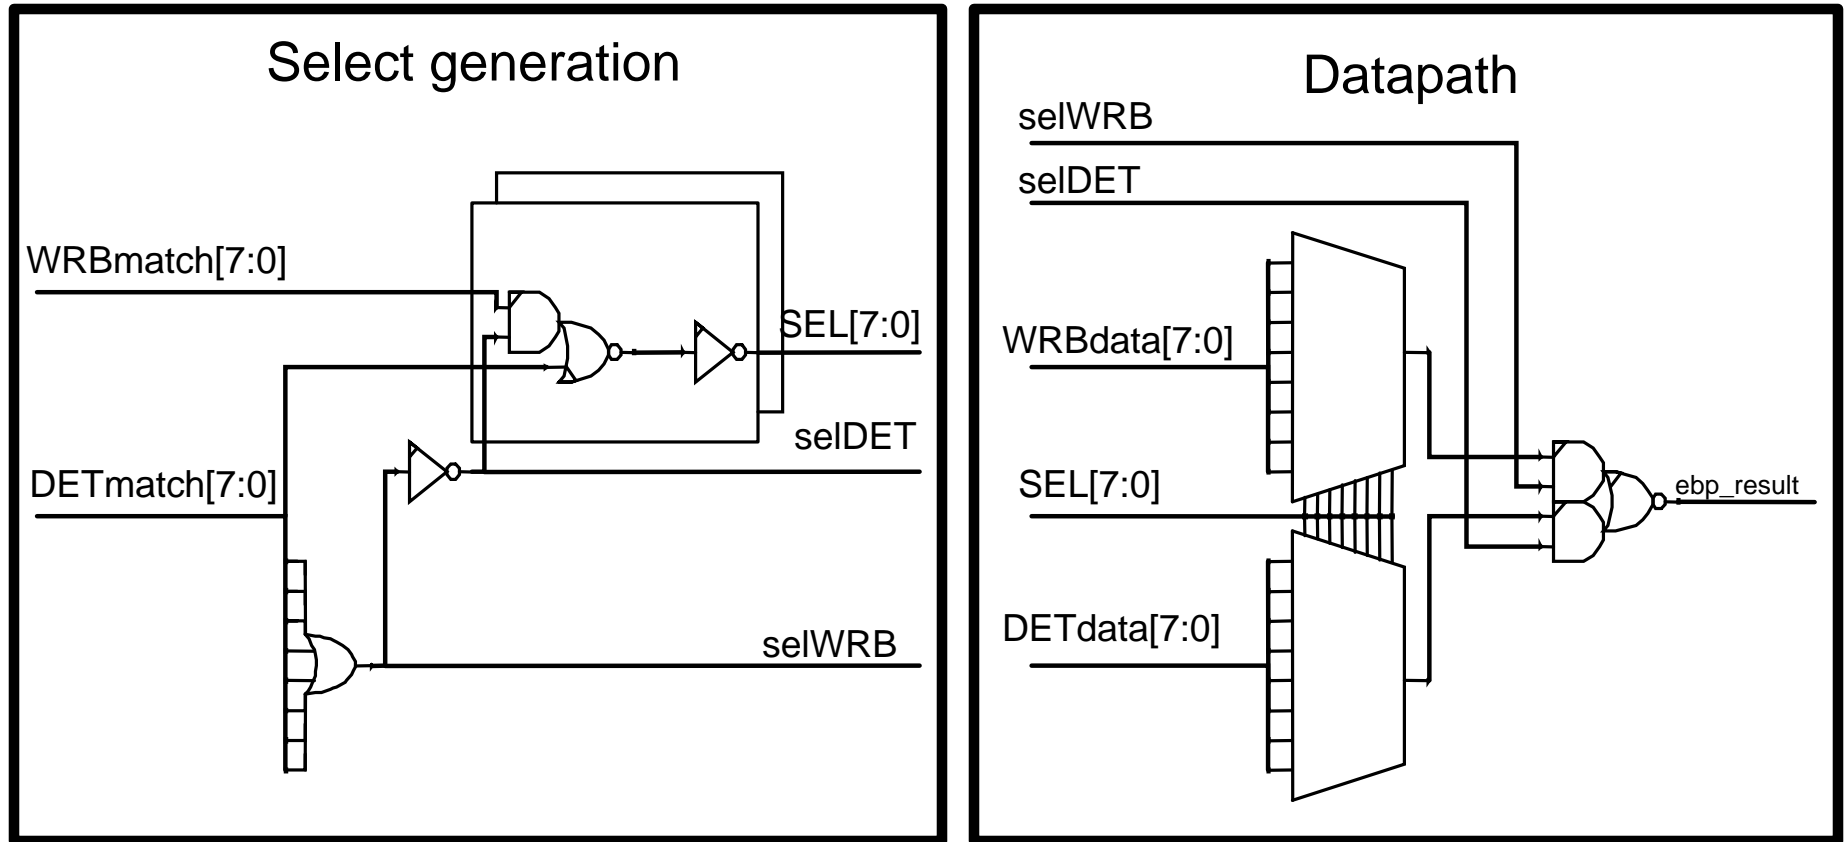 Select generation
WRBmatch[7:0]
SEL[7:0]
selDET
DETmatch[7:0]
selWRB
Datapath
selWRB
selDET
WRBdata[7:0]
SEL[7:0]
ebp_result
DETdata[7:0]